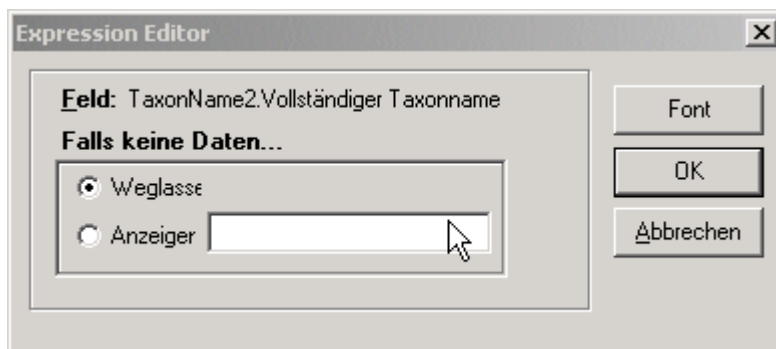 Expression Editor
Feld: TaxonName2.Vollständiger Taxonname
Falls keine Daten...
Weglasse
Anzeiger
Font
OK
Abbrechen